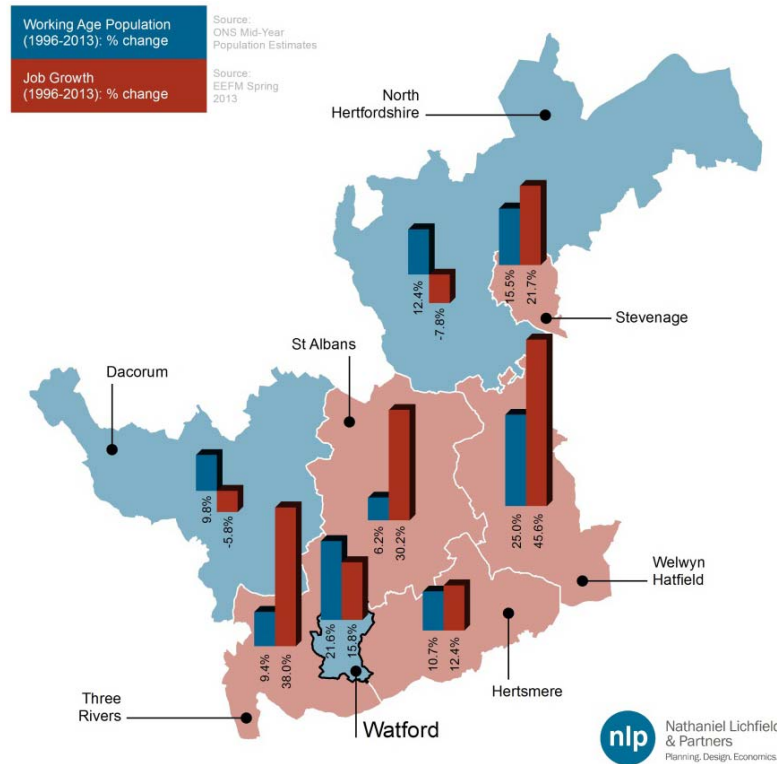 Working Age Population
(1996-2013): % change
Source:
ONS Mid-Year
Population Estimates
Job Growth
(1996-2013): % change
Source:
EEFM Spring
2013
North
Hertfordshire
12.4%
-7.8%
15.5%
21.7%
Stevenage
St Albans
Dacorum
9.8%
-5.8%
6.2%
30.2%
25.0%
45.6%
Welwyn
Hatfield
9.4%
38.0%
21.6%
15.8%
10.7%
12.4%
Hertsmere
Three
Rivers
Watford
nlp
Nathaniel Lichfield
& Partners
Planning. Design. Economics.